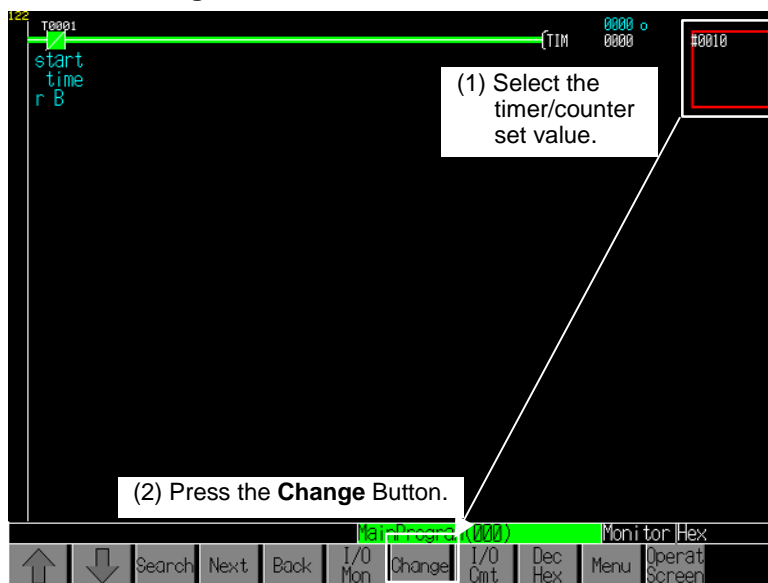 122
T0001
0000 o
(TIM 0000 #0010
start
time
r B
(1) Select the
timer/counter
set value.
(2) Press the Change Button.
MainProgram(000) Monitor Hex
Search Next Back I/O Mon Change I/O Cmt Dec Hex Menu Operat Screen